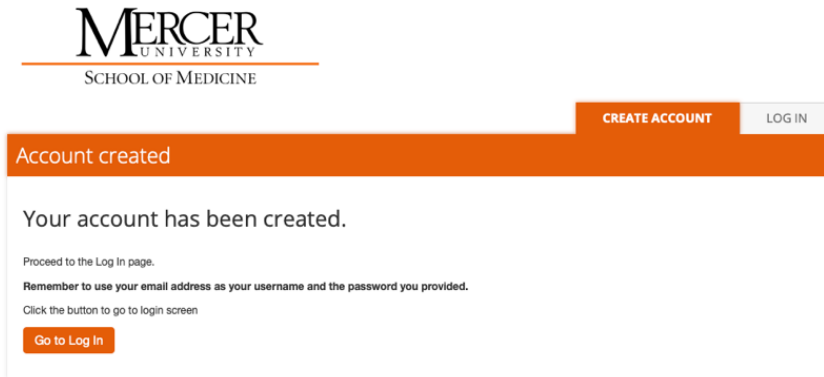 MERCER
UNIVERSITY
SCHOOL OF MEDICINE
CREATE ACCOUNT LOG IN
Account created
Your account has been created.
Proceed to the Log In page.
Remember to use your email address as your username and the password you provided.
Click the button to go to login screen
Go to Log In